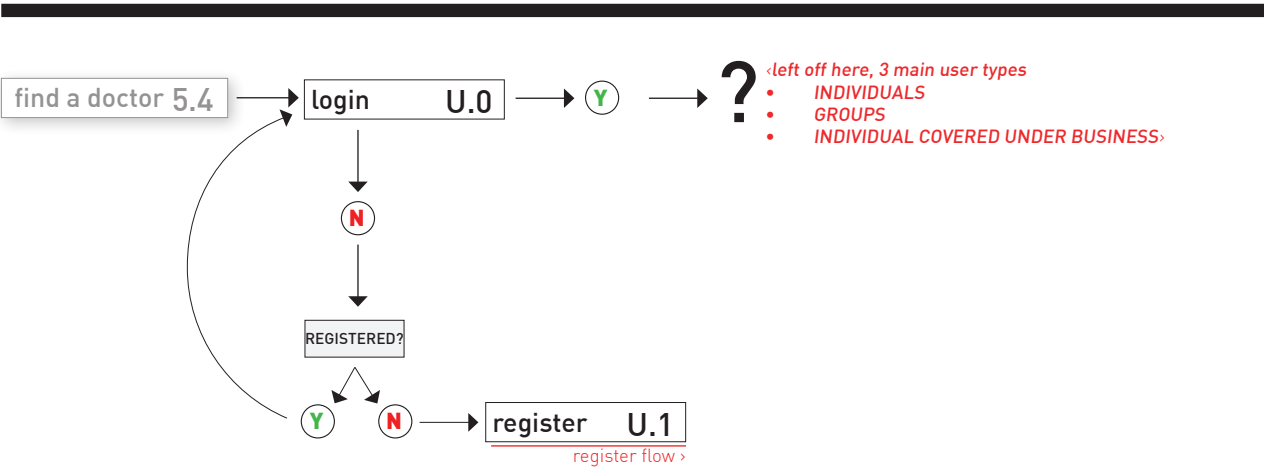 find a doctor 5.4
login U.0
Y
?
‹left off here, 3 main user types
• INDIVIDUALS
• GROUPS
• INDIVIDUAL COVERED UNDER BUSINESS›
N
REGISTERED?
Y
N
register U.1
register flow ›